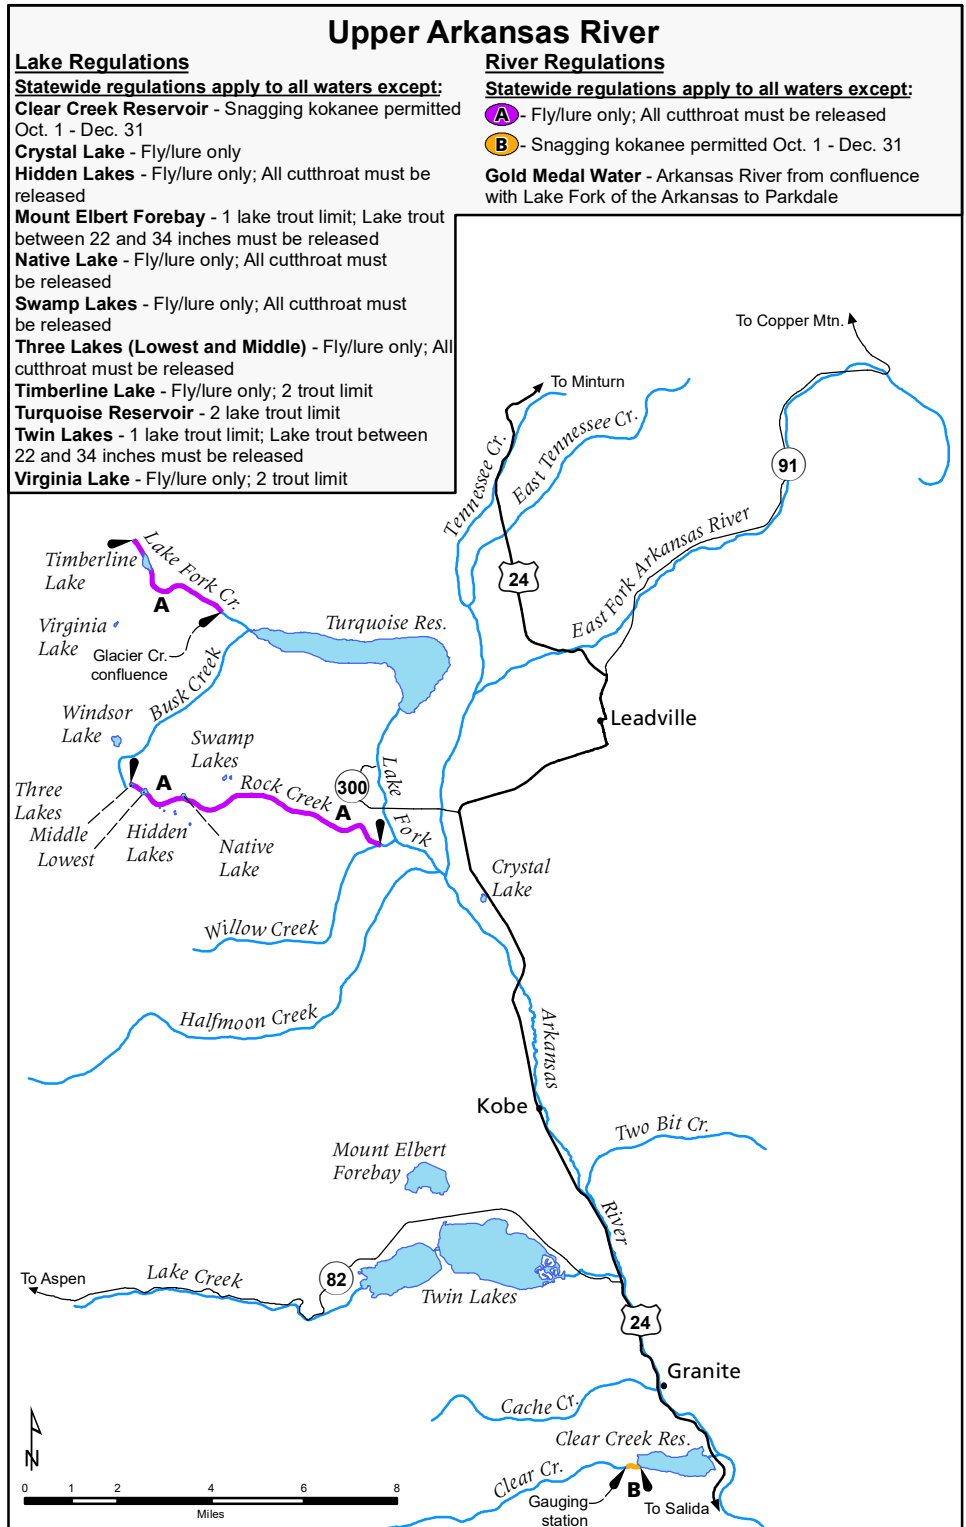 Upper Arkansas River
Lake Regulations
Statewide regulations apply to all waters except:
Clear Creek Reservoir - Snagging kokanee permitted
Oct. 1 - Dec. 31
Crystal Lake - Fly/lure only
Hidden Lakes - Fly/lure only; All cutthroat must be
released
Mount Elbert Forebay - 1 lake trout limit; Lake trout
between 22 and 34 inches must be released
Native Lake - Fly/lure only; All cutthroat must
be released
Swamp Lakes - Fly/lure only; All cutthroat must
be released
Three Lakes (Lowest and Middle) - Fly/lure only; All
cutthroat must be released
Timberline Lake - Fly/lure only; 2 trout limit
Turquoise Reservoir - 2 lake trout limit
Twin Lakes - 1 lake trout limit; Lake trout between
22 and 34 inches must be released
Virginia Lake - Fly/lure only; 2 trout limit
River Regulations
Statewide regulations apply to all waters except:
A - Fly/lure only; All cutthroat must be released
B - Snagging kokanee permitted Oct. 1 - Dec. 31
Gold Medal Water - Arkansas River from confluence
with Lake Fork of the Arkansas to Parkdale
To Copper Mtn.
To Minturn
Tennessee Cr.
East Tennessee Cr.
91
24
East Fork Arkansas River
Timberline
Lake
Lake Fork Cr.
A
Virginia
Lake
Glacier Cr.
confluence
Turquoise Res.
Busk Creek
Leadville
Windsor
Lake
Swamp
Lakes
Three
Lakes
Middle
Lowest
A
Hidden
Lakes
Native
Lake
Rock Creek
A
300
Lake
Fork
Crystal
Lake
Willow Creek
Halfmoon Creek
Arkansas
Kobe
Two Bit Cr.
Mount Elbert
Forebay
River
To Aspen
Lake Creek
82
Twin Lakes
24
Granite
Cache Cr.
Clear Creek Res.
Clear Cr.
B
Gauging
station
To Salida
N
0 1 2 4 6 8
Miles